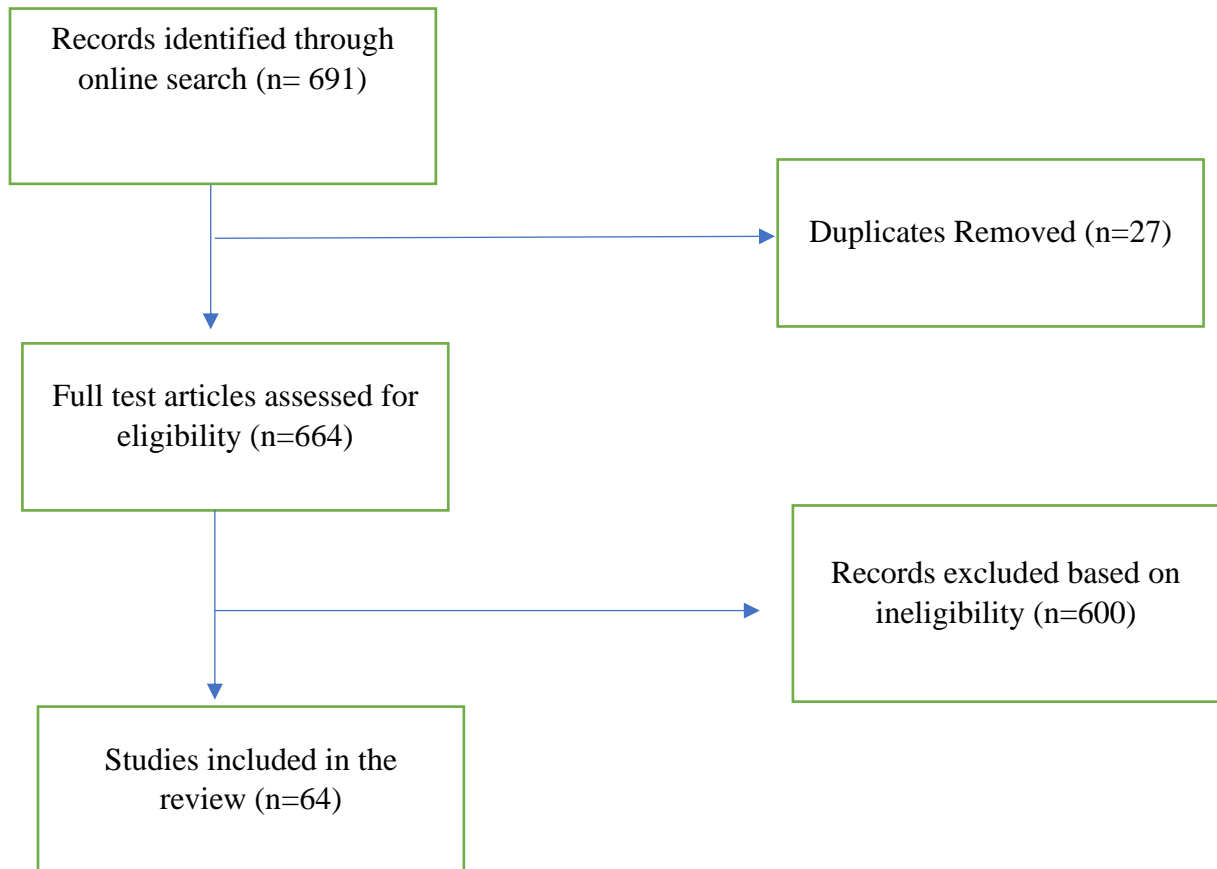 Records identified through
online search (n= 691)
Duplicates Removed (n=27)
Full test articles assessed for
eligibility (n=664)
Records excluded based on
ineligibility (n=600)
Studies included in the
review (n=64)